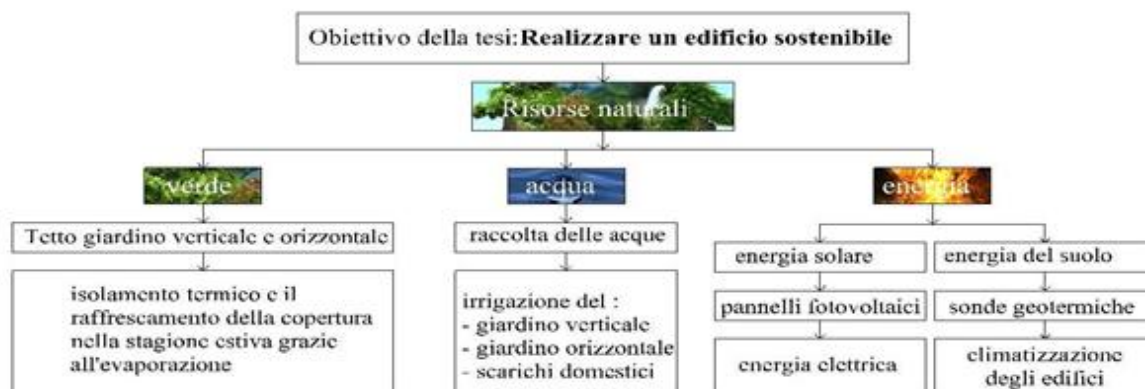 Obiettivo della tesi:Realizzare un edificio sostenibile
Risorse naturali
verde
acqua
energia
Tetto giardino verticale e orizzontale
raccolta delle acque
energia solare
energia del suolo
isolamento termico e il
raffrescamento della copertura
nella stagione estiva grazie
all'evaporazione
irrigazione del :
- giardino verticale
- giardino orizzontale
- scarichi domestici
pannelli fotovoltaici
sonde geotermiche
energia elettrica
climatizzazione
degli edifici